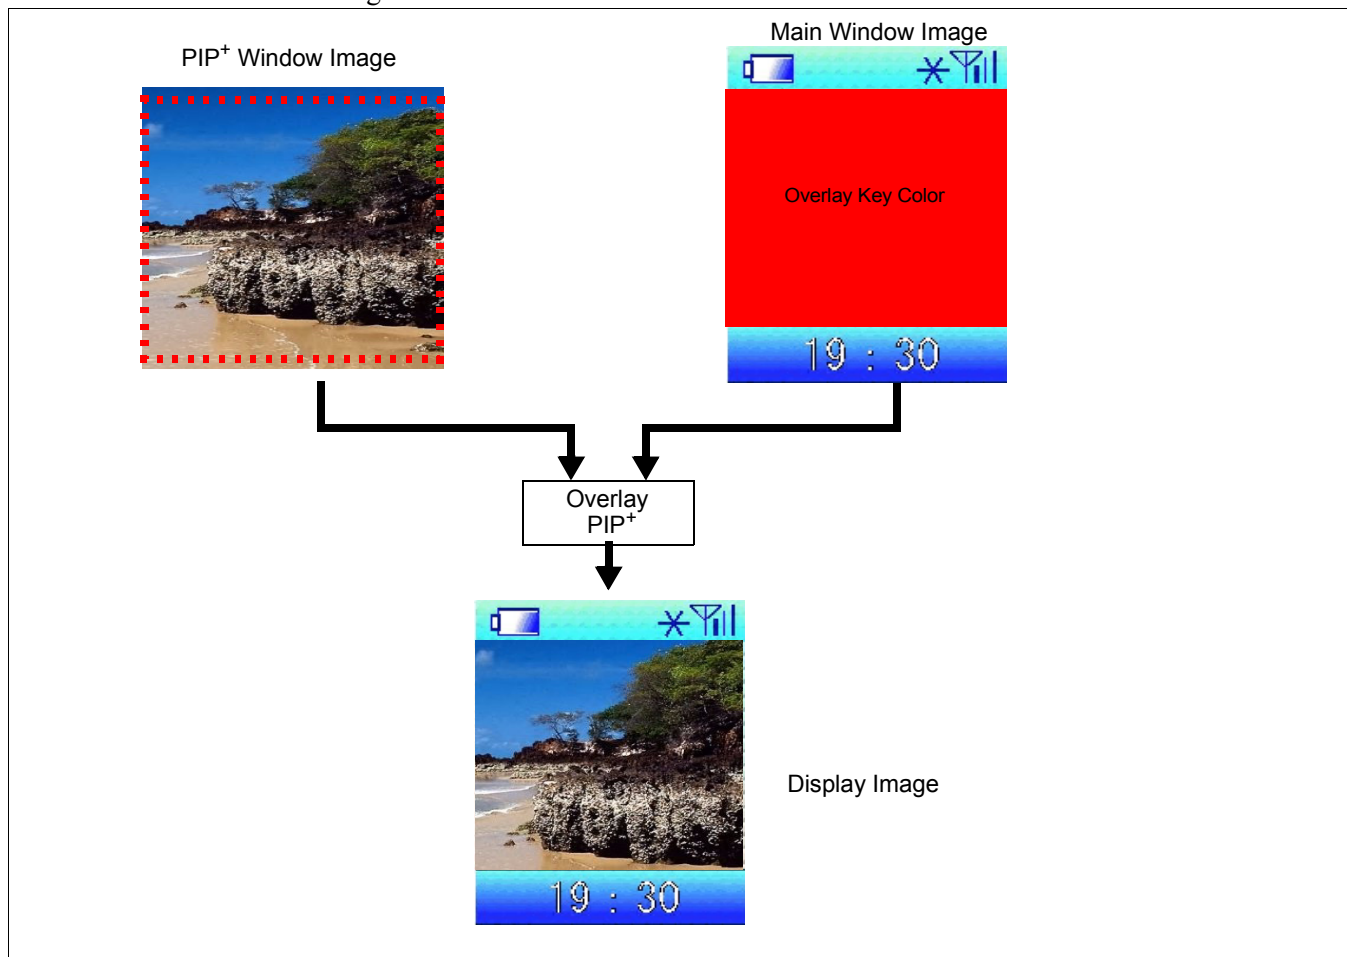 PIP+ Window Image
Main Window Image
Overlay Key Color
19 : 30
Overlay
PIP+
19 : 30
Display Image